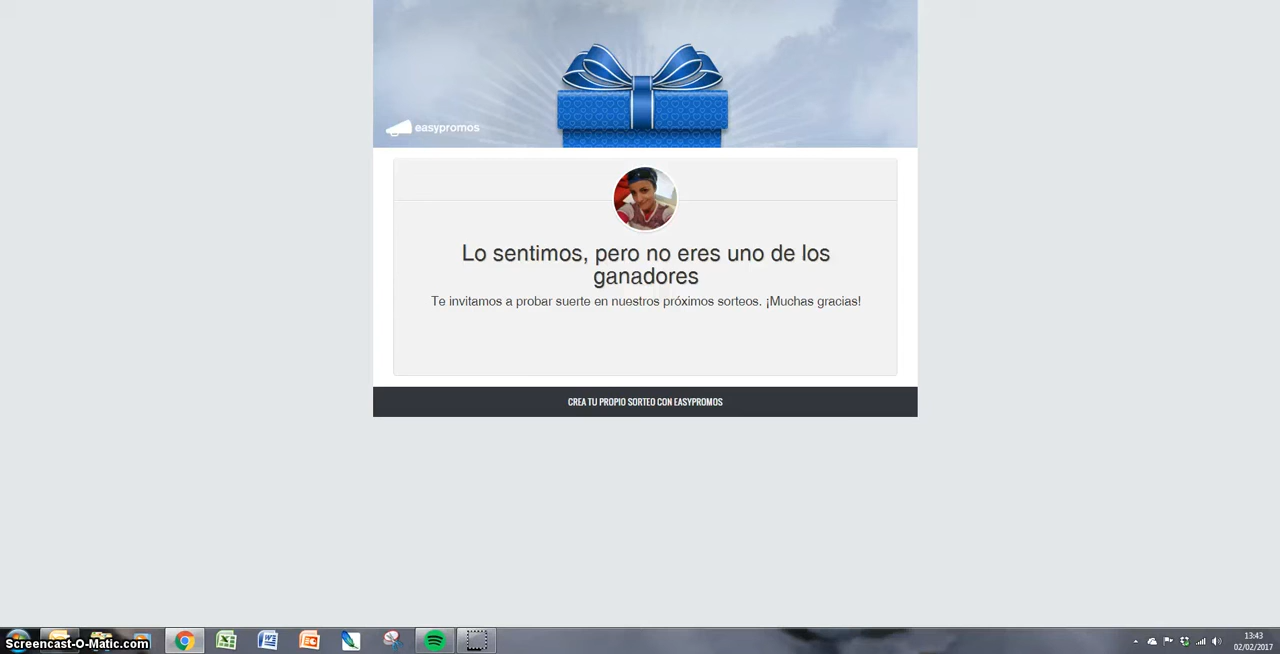 easypromos
Lo sentimos, pero no eres uno de los
ganadores
Te invitamos a probar suerte en nuestros próximos sorteos. ¡Muchas gracias!
CREA TU PROPIO SORTEO CON EASYPROMOS
Screencast-O-Matic.com
13:43
02/02/2017